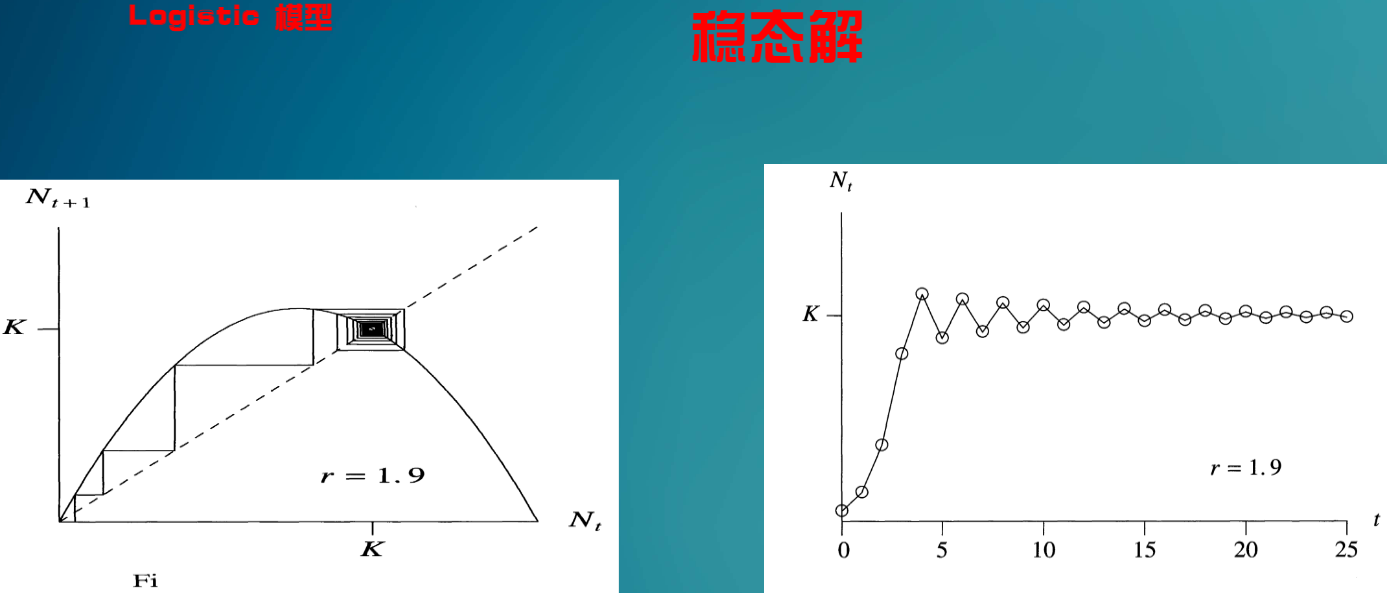 Logistic 模型
稳态解
N_{t+1}
K
r = 1.9
N_t
K
Fi
N_t
K
r = 1.9
t
0 5 10 15 20 25